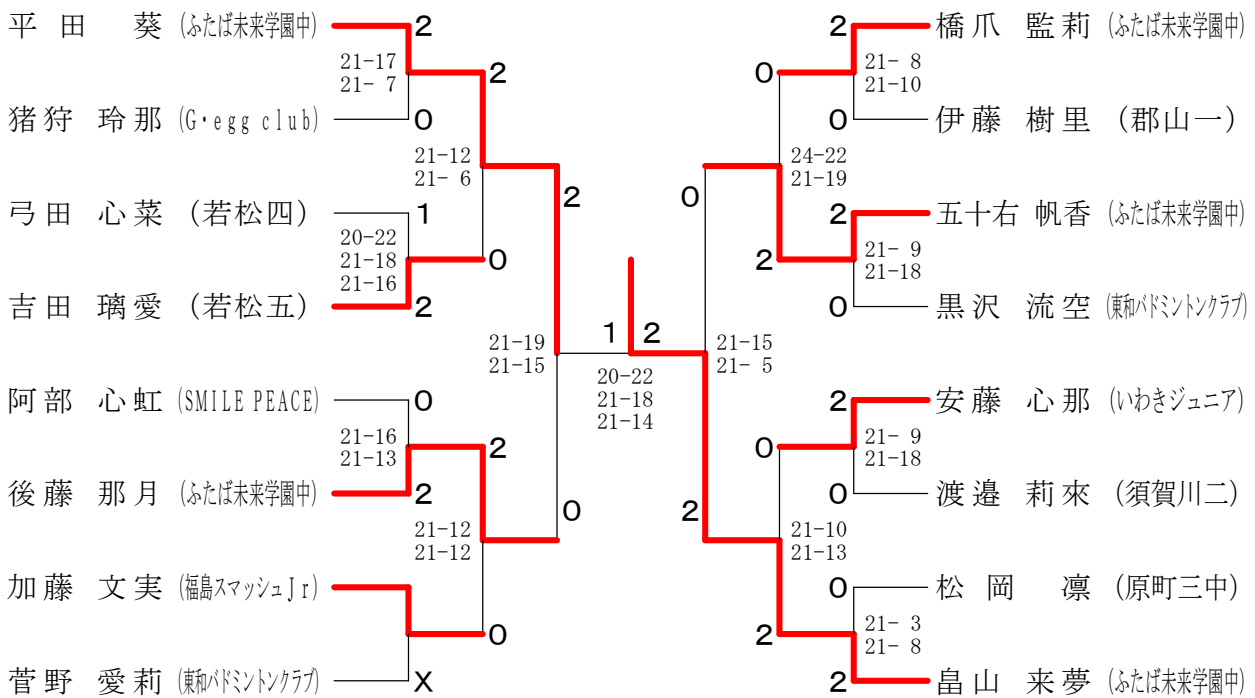 平田 葵 (ふたば未来学園中)
2
21-17
21- 7
2
猪狩 玲那 (G・egg club)
0
21-12
21- 6
2
弓田 心菜 (若松四)
1
20-22
21-18
21-16
0
吉田 璃愛 (若松五)
2
21-19
21-15
阿部 心虹 (SMILE PEACE)
0
21-16
21-13
2
後藤 那月 (ふたば未来学園中)
2
21-12
21-12
0
加藤 文実 (福島スマッシュJr)
0
菅野 愛莉 (東和バドミントンクラブ)
X
1 2
20-22
21-18
21-14
2 橋爪 監莉 (ふたば未来学園中)
0
21- 8
21-10
0 伊藤 樹里 (郡山一)
24-22
21-19
0
2 五十右 帆香 (ふたば未来学園中)
2
21- 9
21-18
0 黒沢 流空 (東和バドミントンクラブ)
21-15
21- 5
2 安藤 心那 (いわきジュニア)
0
21- 9
21-18
0 渡邉 莉來 (須賀川二)
2
21-10
21-13
0 松岡 凛 (原町三中)
2
21- 3
21- 8
2 畠山 来夢 (ふたば未来学園中)